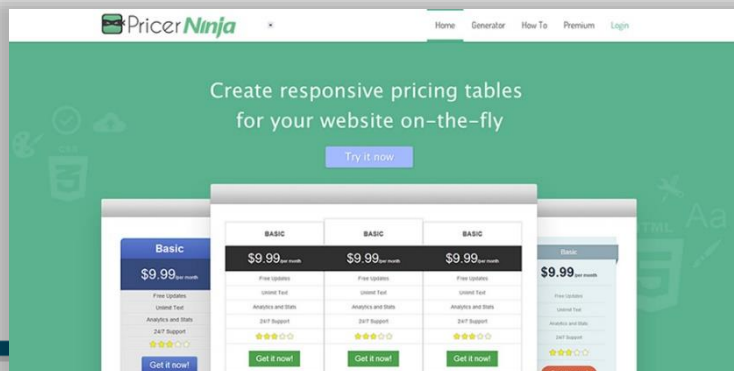 Pricer Ninja
Home Generator How To Premium Login
Create responsive pricing tables
for your website on-the-fly
Try it now
Basic
$9.99/per month
Free Updates
Unlimit Text
Analytics and Stats
24/7 Support
Get it now!
BASIC BASIC BASIC
$9.99/per month $9.99/per month $9.99/per month
Free Updates Free Updates Free Updates
Unlimit Text Unlimit Text Unlimit Text
Analytics and Stats Analytics and Stats Analytics and Stats
24/7 Support 24/7 Support 24/7 Support
Get it now! Get it now! Get it now!
Basic
$9.99/per month
Free Updates
Unlimit Text
Analytics and Stats
24/7 Support
HTML
Aa